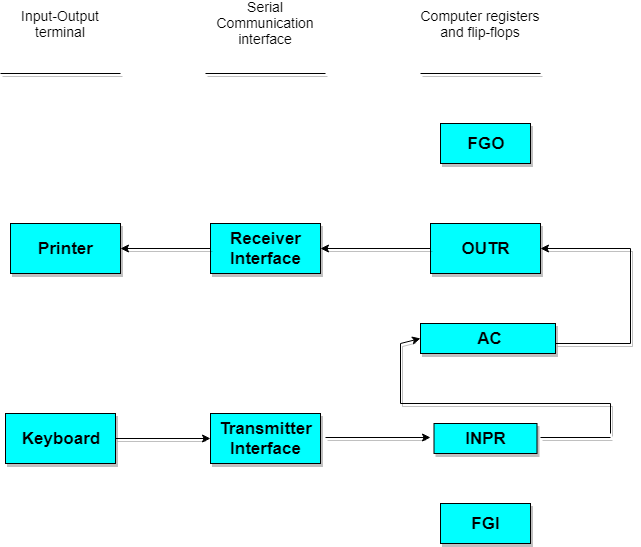 Input-Output
terminal
Serial
Communication
interface
Computer registers
and flip-flops
FGO
Printer
Receiver
Interface
OUTR
AC
Keyboard
Transmitter
Interface
INPR
FGI